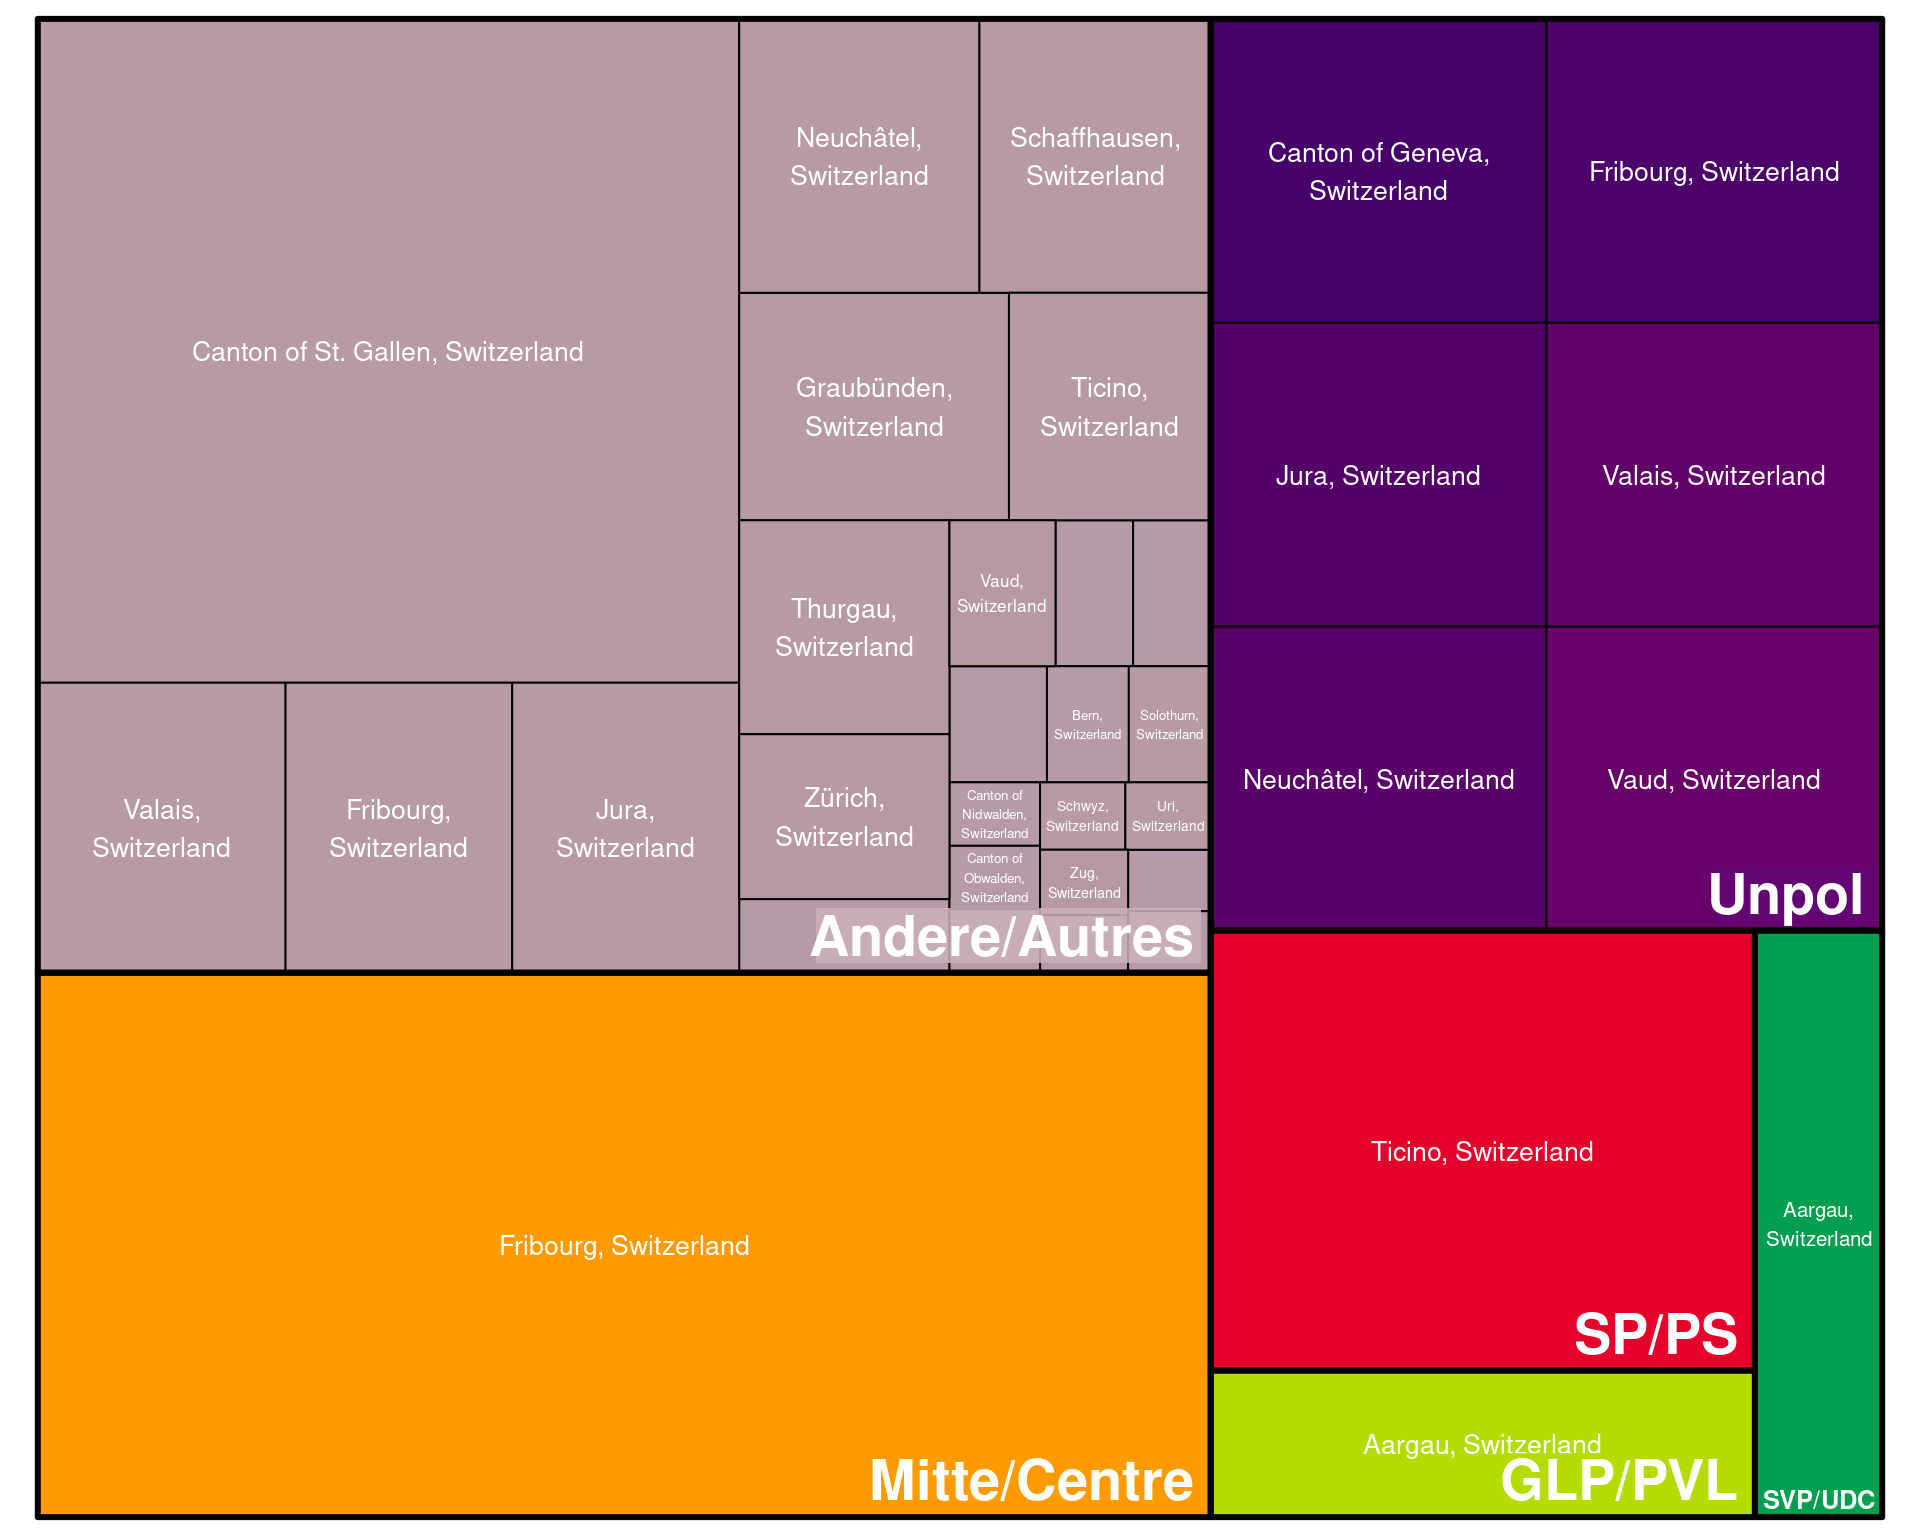 Canton of St. Gallen, Switzerland
Neuchâtel,
Switzerland
Schaffhausen,
Switzerland
Graubünden,
Switzerland
Ticino,
Switzerland
Thurgau,
Switzerland
Vaud,
Switzerland
Bern,
Switzerland
Solothurn,
Switzerland
Zürich,
Switzerland
Canton of
Nidwalden,
Switzerland
Schwyz,
Switzerland
Uri,
Switzerland
Canton of
Obwalden,
Switzerland
Zug,
Switzerland
Valais,
Switzerland
Fribourg,
Switzerland
Jura,
Switzerland
Andere/Autres
Canton of Geneva,
Switzerland
Fribourg, Switzerland
Jura, Switzerland
Valais, Switzerland
Neuchâtel, Switzerland
Vaud, Switzerland
Unpol
Fribourg, Switzerland
Mitte/Centre
Ticino, Switzerland
SP/PS
Aargau, Switzerland
GLP/PVL
Aargau,
Switzerland
SVP/UDC